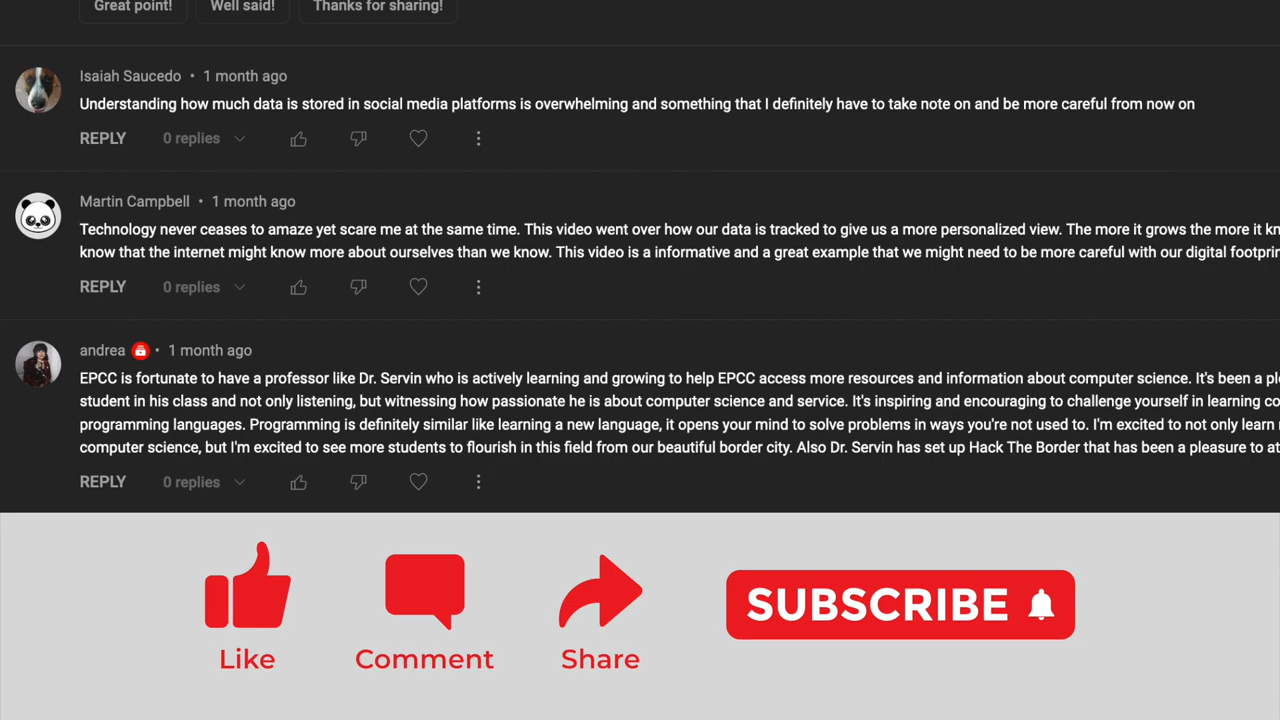 Great point! Well said! Thanks for sharing!
Isaiah Saucedo • 1 month ago
Understanding how much data is stored in social media platforms is overwhelming and something that I definitely have to take note on and be more careful from now on
REPLY 0 replies
Martin Campbell • 1 month ago
Technology never ceases to amaze yet scare me at the same time. This video went over how our data is tracked to give us a more personalized view. The more it grows the more it
know that the internet might know more about ourselves than we know. This video is a informative and a great example that we might need to be more careful with our digital
REPLY 0 replies
andrea • 1 month ago
EPCC is fortunate to have a professor like Dr. Servin who is actively learning and growing to help EPCC access more resources and information about computer science. It's been a
student in his class and not only listening, but witnessing how passionate he is about computer science and service. It's inspiring and encouraging to challenge yourself in learning
programming languages. Programming is definitely similar like learning a new language, it opens your mind to solve problems in ways you're not used to. I'm excited to not only learn
computer science, but I'm excited to see more students to flourish in this field from our beautiful border city. Also Dr. Servin has set up Hack The Border that has been a pleasure to
REPLY 0 replies
SUBSCRIBE
Like Comment Share